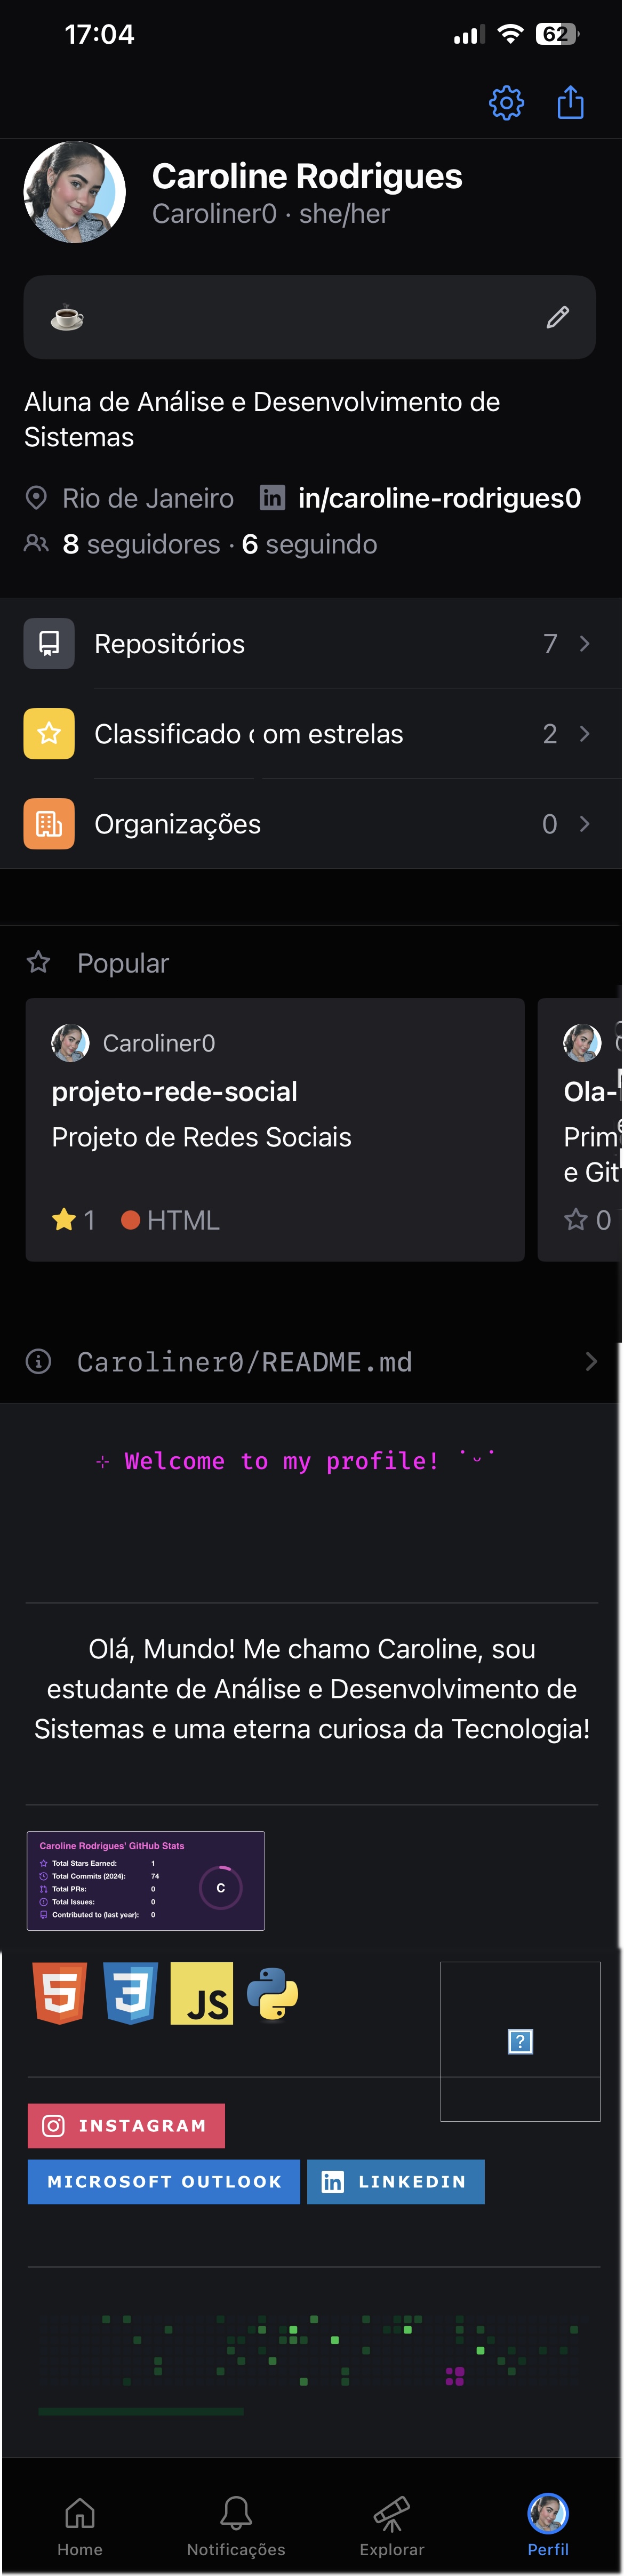 17:04
62
Caroline Rodrigues
Caroliner0 · she/her
Aluna de Análise e Desenvolvimento de
Sistemas
Rio de Janeiro in/caroline-rodrigues0
8 seguidores · 6 seguindo
Repositórios 7
Classificado com estrelas 2
Organizações 0
Popular
Caroliner0
projeto-rede-social Ola-
Projeto de Redes Sociais Prim
e Git
1 HTML 0
Caroliner0/README.md
⊹ Welcome to my profile! ˙ᵕ˙
Olá, Mundo! Me chamo Caroline, sou
estudante de Análise e Desenvolvimento de
Sistemas e uma eterna curiosa da Tecnologia!
Caroline Rodrigues' GitHub Stats
Total Stars Earned: 1
Total Commits (2024): 74
Total PRs: 0
Total Issues: 0
Contributed to (last year): 0
C
5 3 JS
?
INSTAGRAM
MICROSOFT OUTLOOK in LINKEDIN
Home Notificações Explorar Perfil